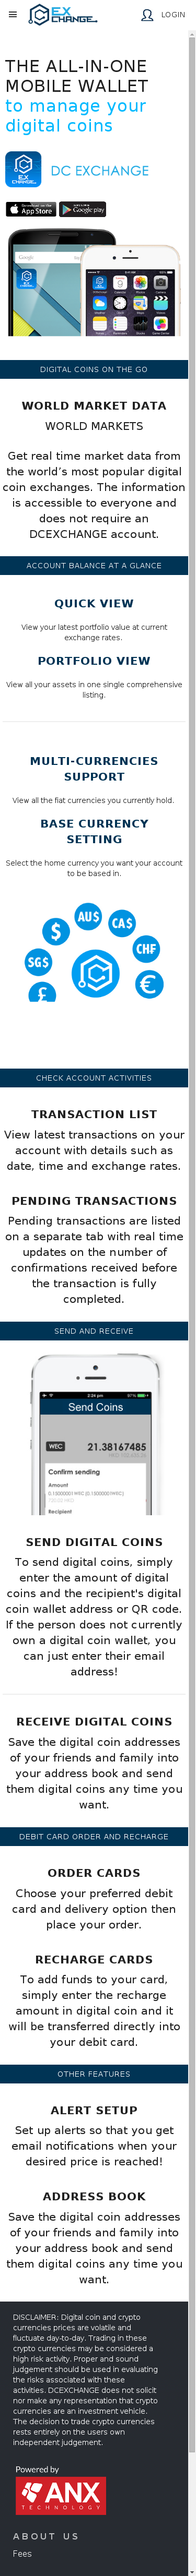 EX
CHANGE
LOGIN
THE ALL-IN-ONE
MOBILE WALLET
to manage your
digital coins
EX
CHANGE
DC EXCHANGE
App Store
Google play
DIGITAL COINS ON THE GO
WORLD MARKET DATA
WORLD MARKETS
Get real time market data from
the world's most popular digital
coin exchanges. The information
is accessible to everyone and
does not require an
DCEXCHANGE account.
ACCOUNT BALANCE AT A GLANCE
QUICK VIEW
View your latest portfolio value at current
exchange rates.
PORTFOLIO VIEW
View all your assets in one single comprehensive
listing.
MULTI-CURRENCIES
SUPPORT
View all the fiat currencies you currently hold.
BASE CURRENCY
SETTING
Select the home currency you want your account
to be based in.
AU$
$
CA$
SG$
CHF
£
€
CHECK ACCOUNT ACTIVITIES
TRANSACTION LIST
View latest transactions on your
account with details such as
date, time and exchange rates.
PENDING TRANSACTIONS
Pending transactions are listed
on a separate tab with real time
updates on the number of
confirmations received before
the transaction is fully
completed.
SEND AND RECEIVE
2:24 pm
Send Coins
WEC
21.38167485
Confirm sending
Amount
Recipient
SEND DIGITAL COINS
To send digital coins, simply
enter the amount of digital
coins and the recipient's digital
coin wallet address or QR code.
If the person does not currently
own a digital coin wallet, you
can just enter their email
address!
RECEIVE DIGITAL COINS
Save the digital coin addresses
of your friends and family into
your address book and send
them digital coins any time you
want.
DEBIT CARD ORDER AND RECHARGE
ORDER CARDS
Choose your preferred debit
card and delivery option then
place your order.
RECHARGE CARDS
To add funds to your card,
simply enter the recharge
amount in digital coin and it
will be transferred directly into
your debit card.
OTHER FEATURES
ALERT SETUP
Set up alerts so that you get
email notifications when your
desired price is reached!
ADDRESS BOOK
Save the digital coin addresses
of your friends and family into
your address book and send
them digital coins any time you
want.
DISCLAIMER: Digital coin and crypto
currencies prices are volatile and
fluctuate day-to-day. Trading in these
crypto currencies may be considered a
high risk activity. Proper and sound
judgement should be used in evaluating
the risks associated with these
activities. DCEXCHANGE does not solicit
nor make any representation that crypto
currencies are an investment vehicle.
The decision to trade crypto currencies
rests entirely on the users own
independent judgement.
Powered by
ANX
TECHNOLOGY
ABOUT US
Fees